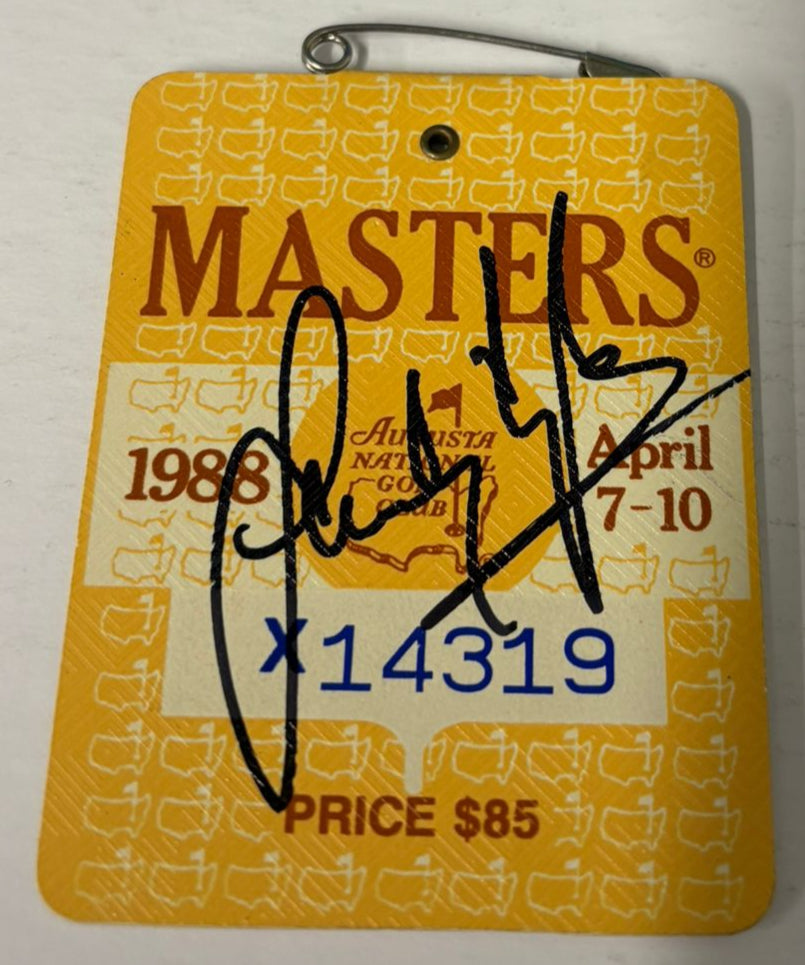 MASTERS®
1988
AUGUSTA
NATIONAL
GOLF
CLUB
April
7-10
X14319
PRICE $85